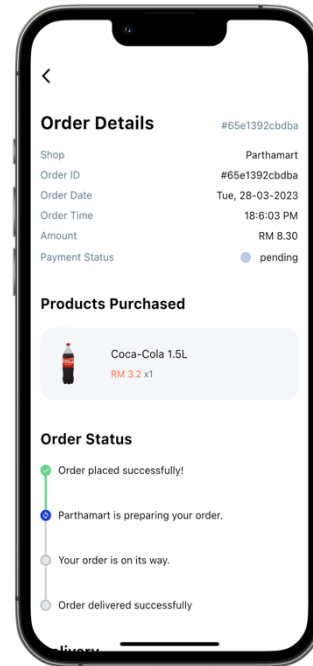 Order Details #65e1392cbdba
Shop Parthamart
Order ID #65e1392cbdba
Order Date Tue, 28-03-2023
Order Time 18:6:03 PM
Amount RM 8.30
Payment Status pending
Products Purchased
Coca-Cola 1.5L
RM 3.2 x1
Order Status
Order placed successfully!
Parthamart is preparing your order.
Your order is on its way.
Order delivered successfully
Delivery